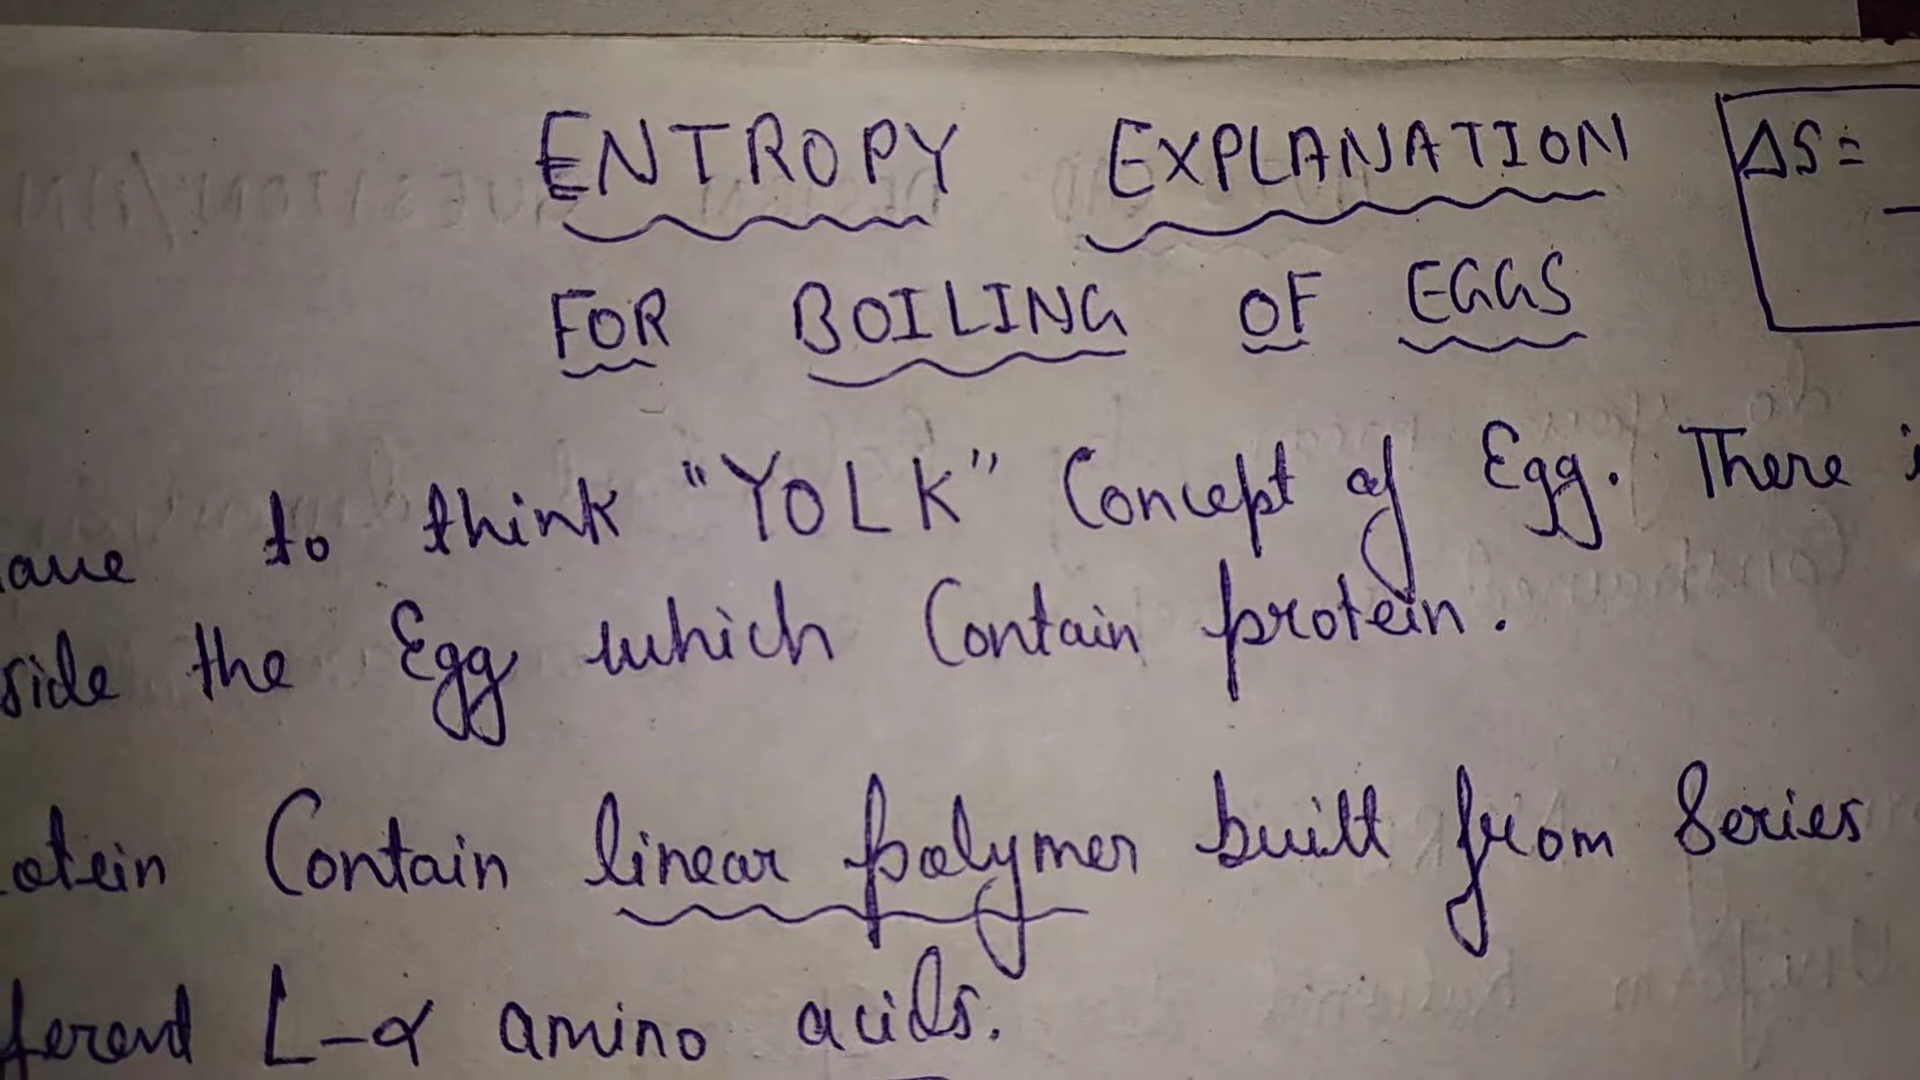 ENTROPY EXPLANATION
ΔS=
FOR BOILING OF EGGS
to think "YOLK" Concept of Egg. There
the Egg which Contain protein.
Contain linear polymer built from Series
L-α amino acids.